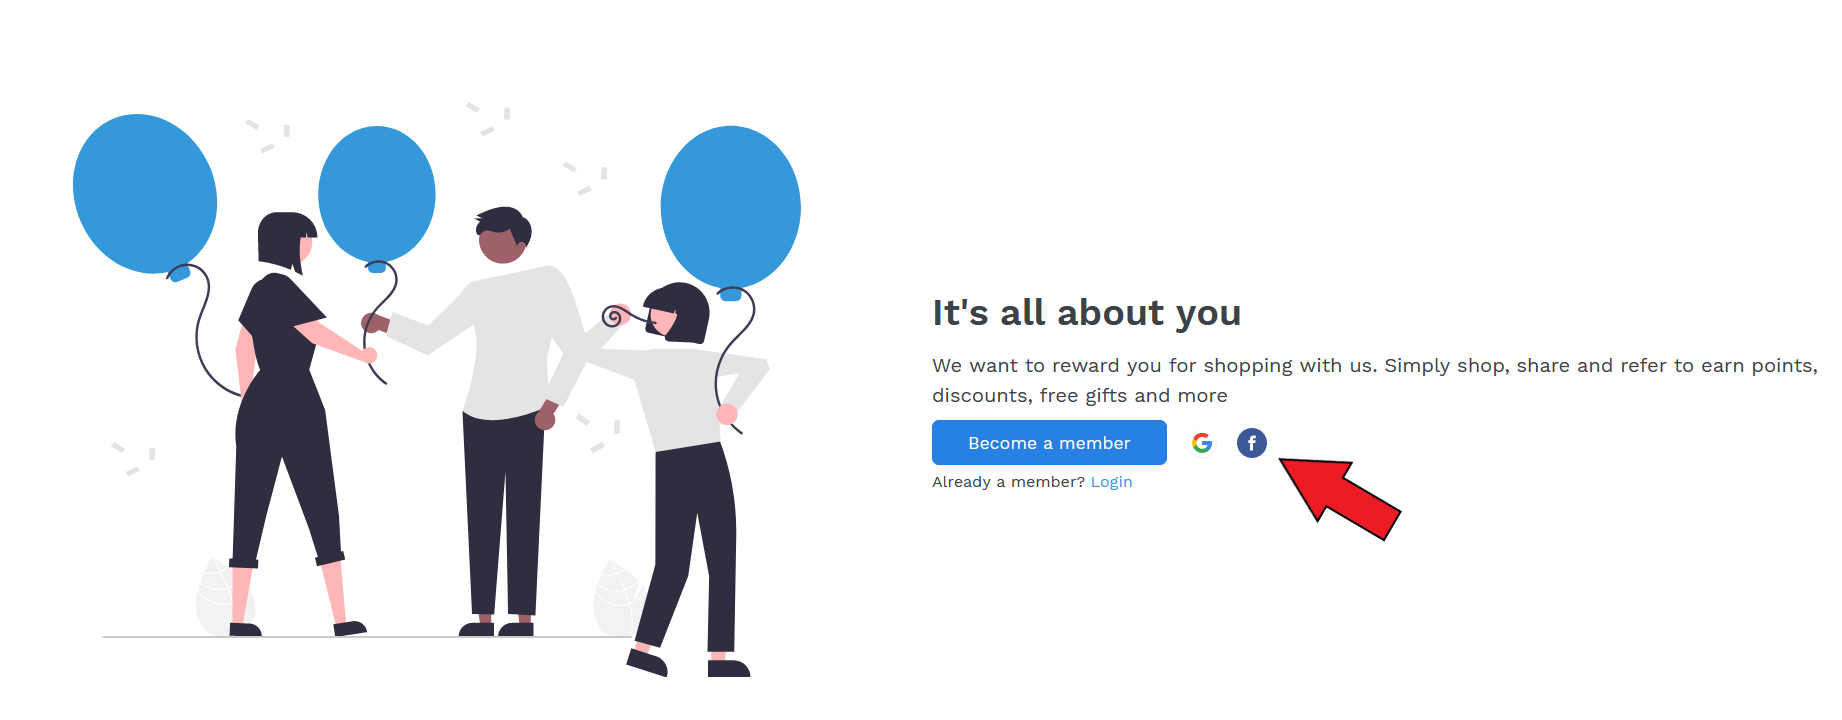 It's all about you
We want to reward you for shopping with us. Simply shop, share and refer to earn points,
discounts, free gifts and more
Become a member
Already a member? Login